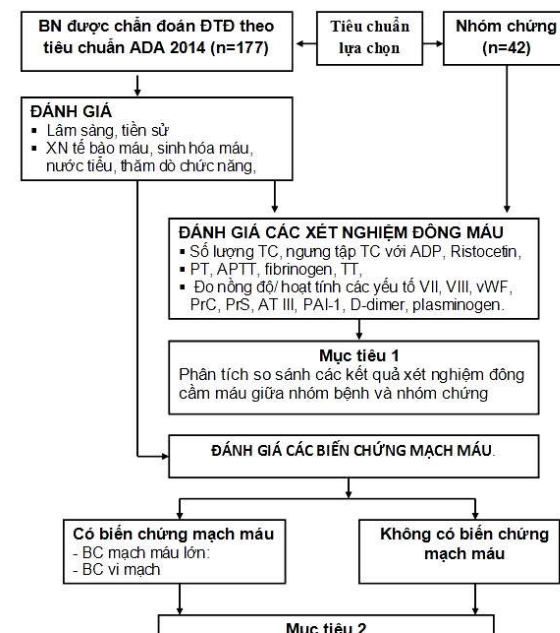 BN được chẩn đoán ĐTĐ theo
tiêu chuẩn ADA 2014 (n=177)
Tiêu chuẩn
lựa chọn
Nhóm chứng
(n=42)
ĐÁNH GIÁ
▪ Lâm sàng, tiền sử
▪ XN tế bào máu, sinh hóa máu,
nước tiểu, thăm dò chức năng,
ĐÁNH GIÁ CÁC XÉT NGHIỆM ĐÔNG MÁU
▪ Số lượng TC, ngưng tập TC với ADP, Ristocetin,
▪ PT, APTT, fibrinogen, TT,
▪ Đo nồng độ/ hoạt tính các yếu tố VII, VIII, vWF,
PrC, PrS, AT III, PAI-1, D-dimer, plasminogen.
Mục tiêu 1
Phân tích so sánh các kết quả xét nghiệm đông
cầm máu giữa nhóm bệnh và nhóm chứng
ĐÁNH GIÁ CÁC BIẾN CHỨNG MẠCH MÁU.
Có biến chứng mạch máu
- BC mạch máu lớn:
- BC vi mạch
Không có biến chứng
mạch máu
Mục tiêu 2